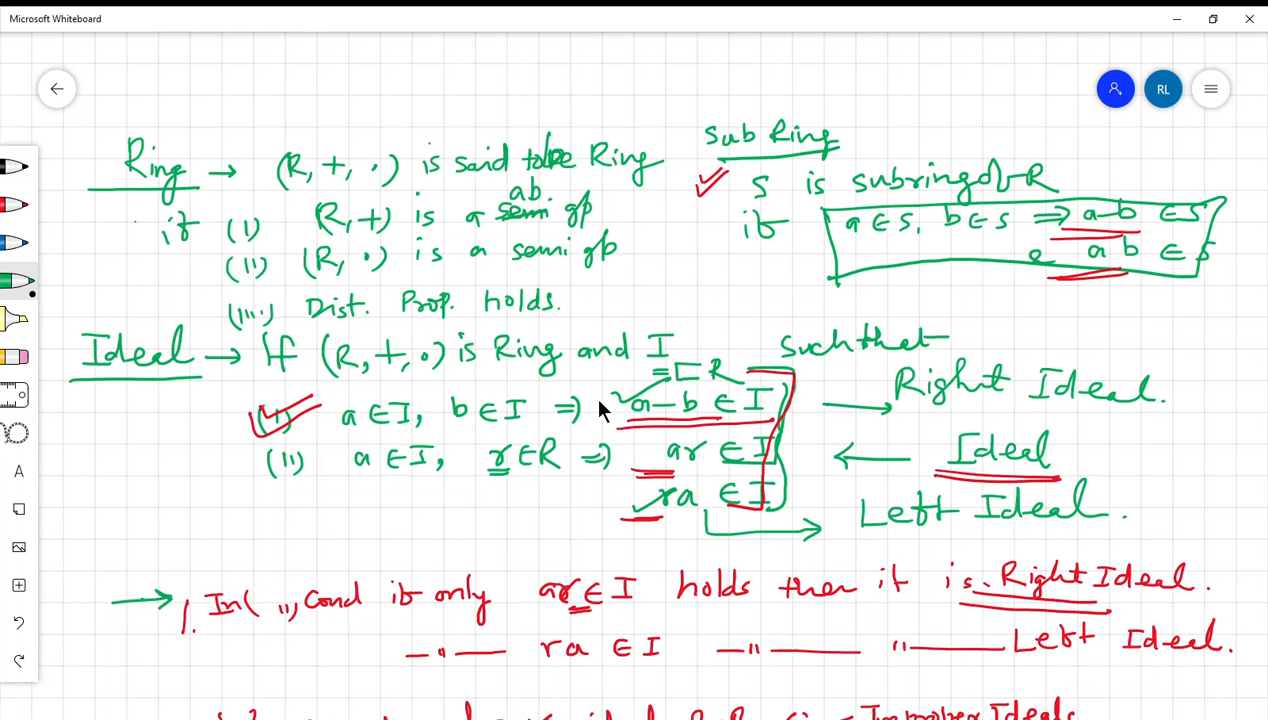 Microsoft Whiteboard
RL
Ring → (R, +, ·) is said to be Ring
if (i) R, +) is a ab. gp
(ii) (R, ·) is a semi gp
(iii) Dist. Prop. holds.
Sub Ring
S is subring of R
if a ∈ S, b ∈ S ⇒ a-b ∈ S
a b ∈ S
Ideal → If (R, +, ·) is Ring and I ⊆ R such that
(i) a ∈ I, b ∈ I ⇒ a-b ∈ I
(ii) a ∈ I, r ∈ R ⇒ ar ∈ I
ra ∈ I
→ Right Ideal.
← Ideal
→ Left Ideal.
→ 1. In (ii) Cond if only ar ∈ I holds then it is Right Ideal.
—"— ra ∈ I —"— "— Left Ideal.
Improper Ideals
A